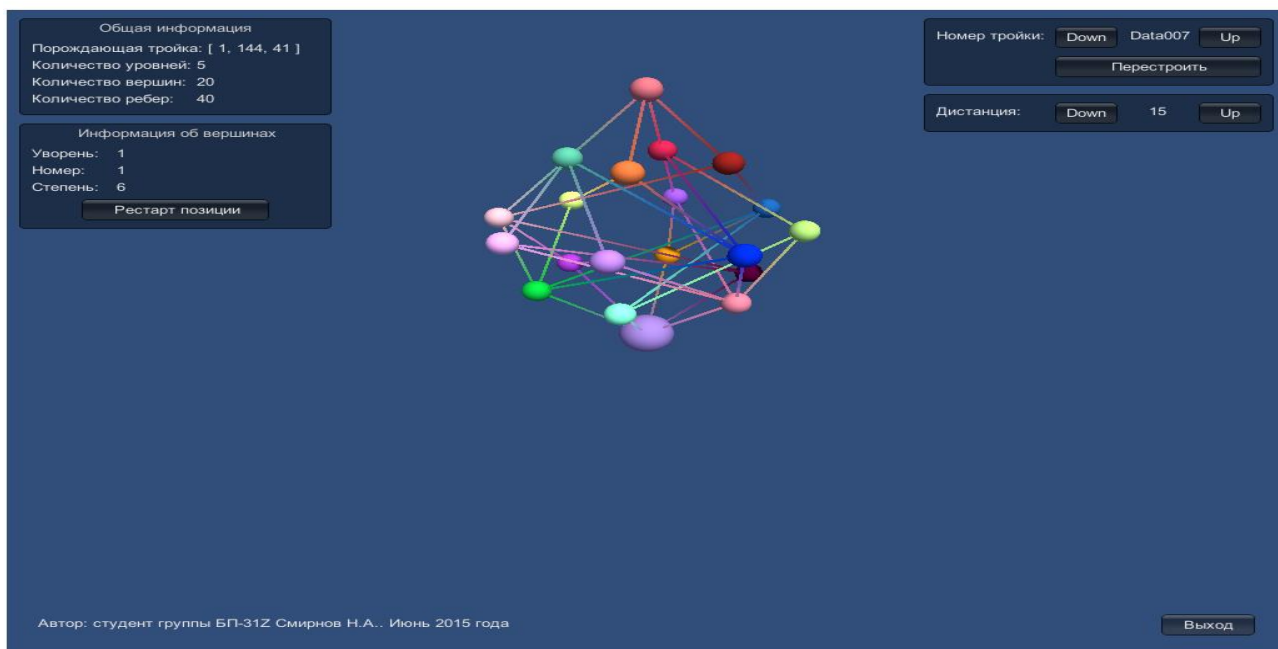 Общая информация
Порождающая тройка: [ 1, 144, 41 ]
Количество уровней: 5
Количество вершин: 20
Количество ребер: 40
Информация об вершинах
Уворень: 1
Номер: 1
Степень: 6
Рестарт позиции
Номер тройки: Down Data007 Up
Перестроить
Дистанция: Down 15 Up
Автор: студент группы БП-31Z Смирнов Н.А.. Июнь 2015 года
Выход